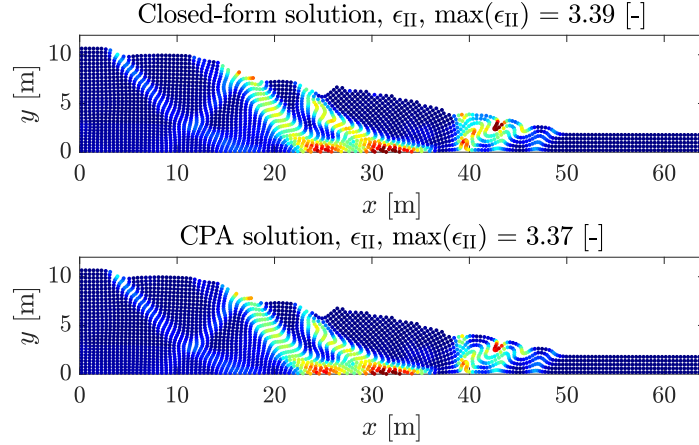 Closed-form solution, ϵ_II, max(ϵ_II) = 3.39 [-]
10
5
0
y [m]
0 10 20 30 40 50 60
x [m]
CPA solution, ϵ_II, max(ϵ_II) = 3.37 [-]
10
5
0
y [m]
0 10 20 30 40 50 60
x [m]